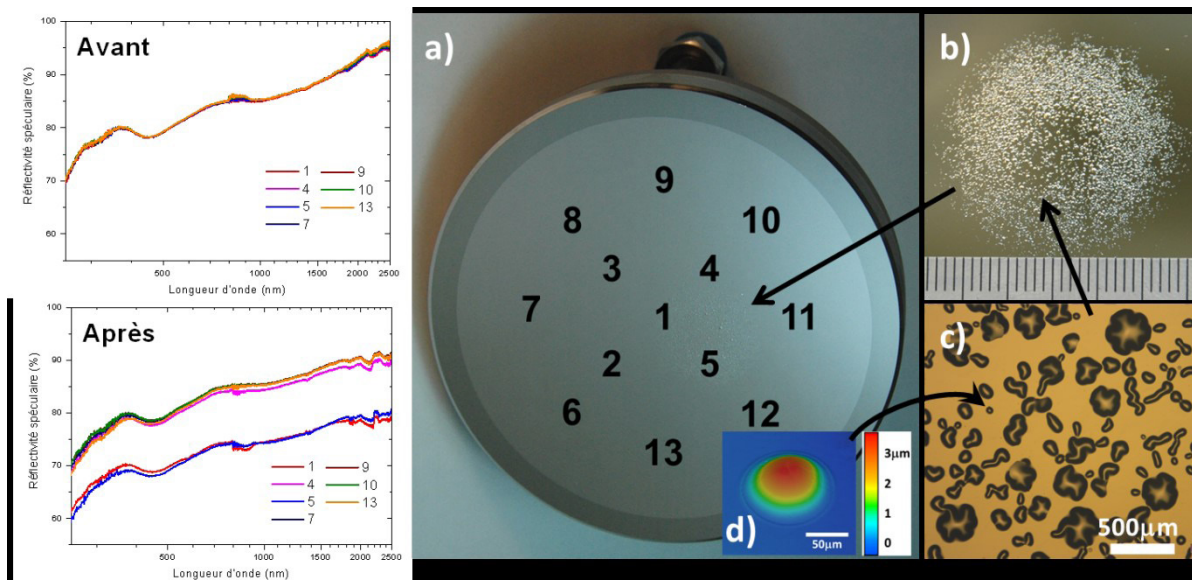 Avant
Réflectivité spéculaire (%)
100
90
80
70
60
1 9
4 10
5 13
7
500 1000 1500 2000 2500
Longueur d'onde (nm)
Après
Réflectivité spéculaire (%)
100
90
80
70
60
1 9
4 10
5 13
7
500 1000 1500 2000 2500
Longueur d'onde (nm)
a)
9
8 10
3 4
7 1 11
2 5
6 12
13
d)
50µm
3µm
2
1
0
b)
c)
500µm